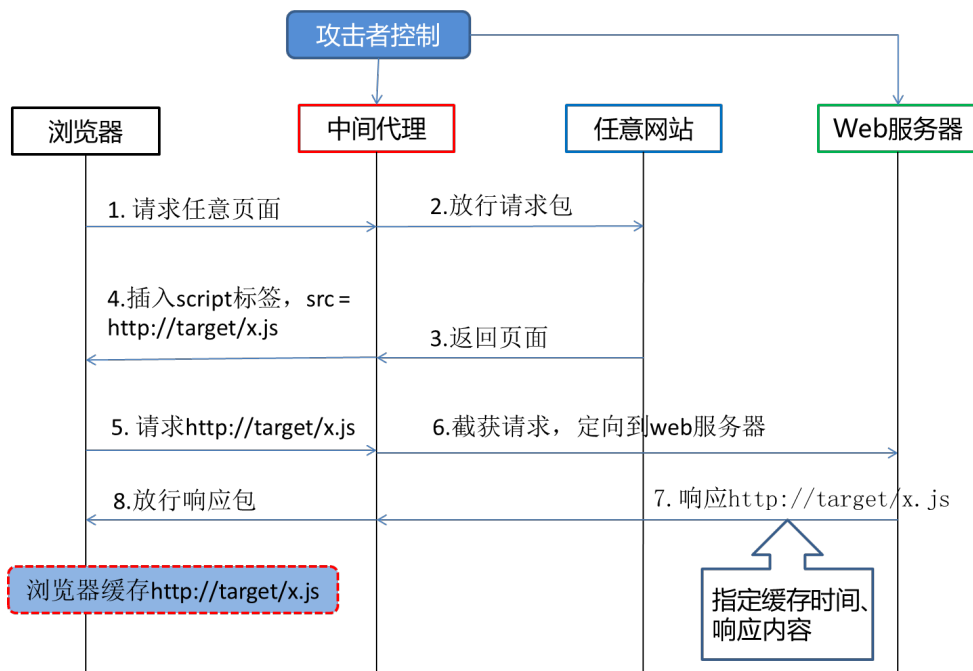 攻击者控制
浏览器
中间代理
任意网站
Web服务器
1. 请求任意页面
2.放行请求包
4.插入script标签，src =
http://target/x.js
3.返回页面
5. 请求http://target/x.js
6.截获请求，定向到web服务器
8.放行响应包
7. 响应http://target/x.js
浏览器缓存http://target/x.js
指定缓存时间、
响应内容